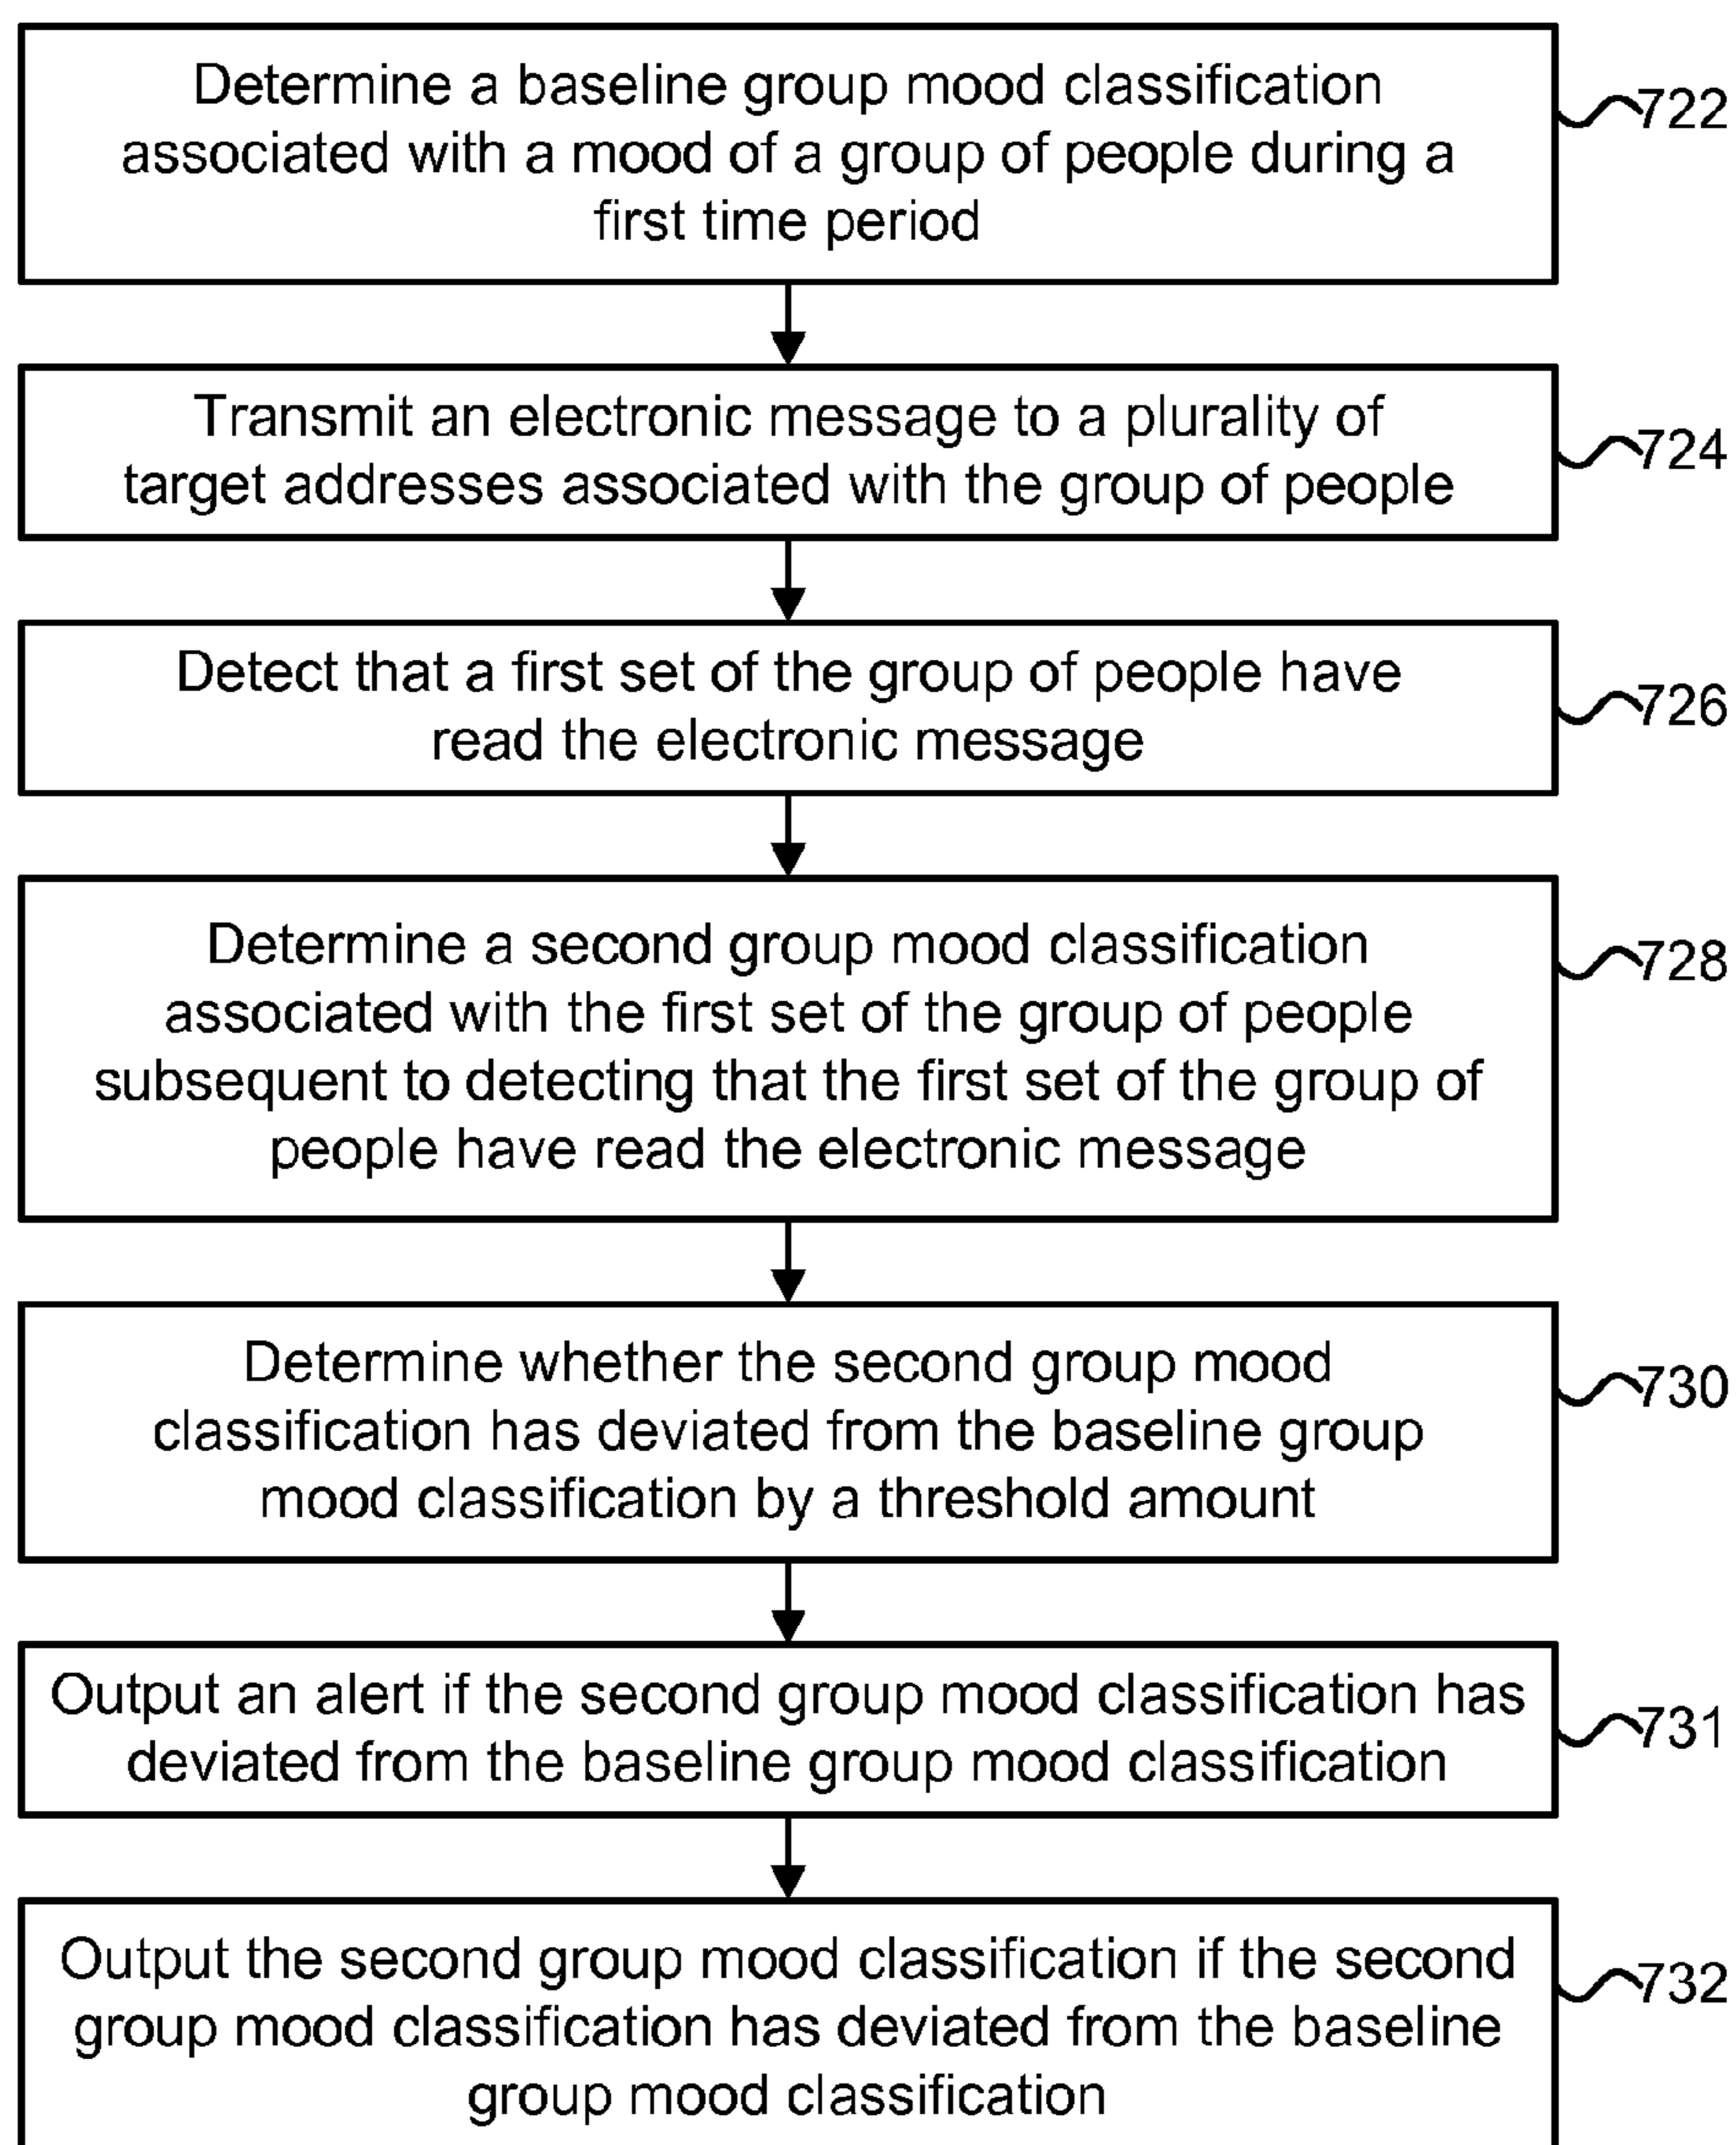 Determine a baseline group mood classification
associated with a mood of a group of people during a
first time period
722
Transmit an electronic message to a plurality of
target addresses associated with the group of people
724
Detect that a first set of the group of people have
read the electronic message
726
Determine a second group mood classification
associated with the first set of the group of people
subsequent to detecting that the first set of the group of
people have read the electronic message
728
Determine whether the second group mood
classification has deviated from the baseline group
mood classification by a threshold amount
730
Output an alert if the second group mood classification has
deviated from the baseline group mood classification
731
Output the second group mood classification if the second
group mood classification has deviated from the baseline
group mood classification
732